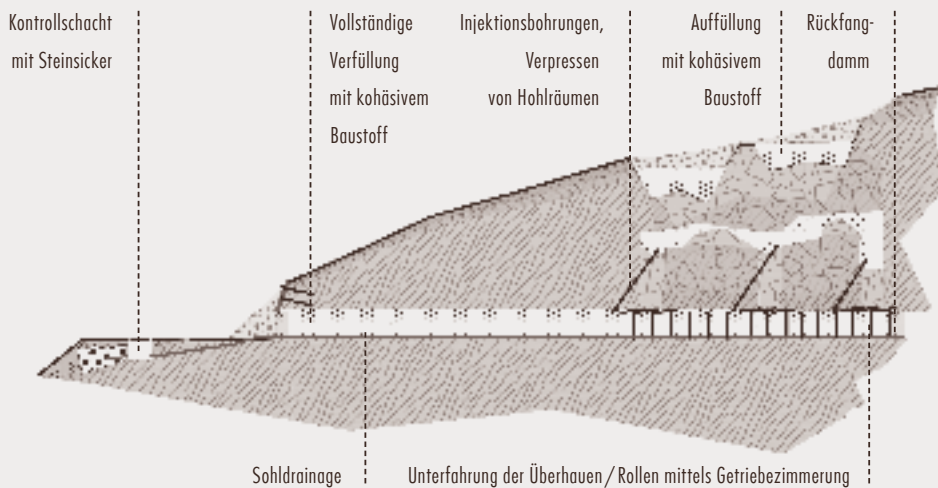 Kontrollschacht
mit Steinsicker
Vollständige
Verfüllung
mit kohäsivem
Baustoff
Injektionsbohrungen,
Verpressen
von Hohlräumen
Auffüllung
mit kohäsivem
Baustoff
Rückfang-
damm
Sohldrainage
Unterfahrung der Überhauen / Rollen mittels Getriebezimmerung